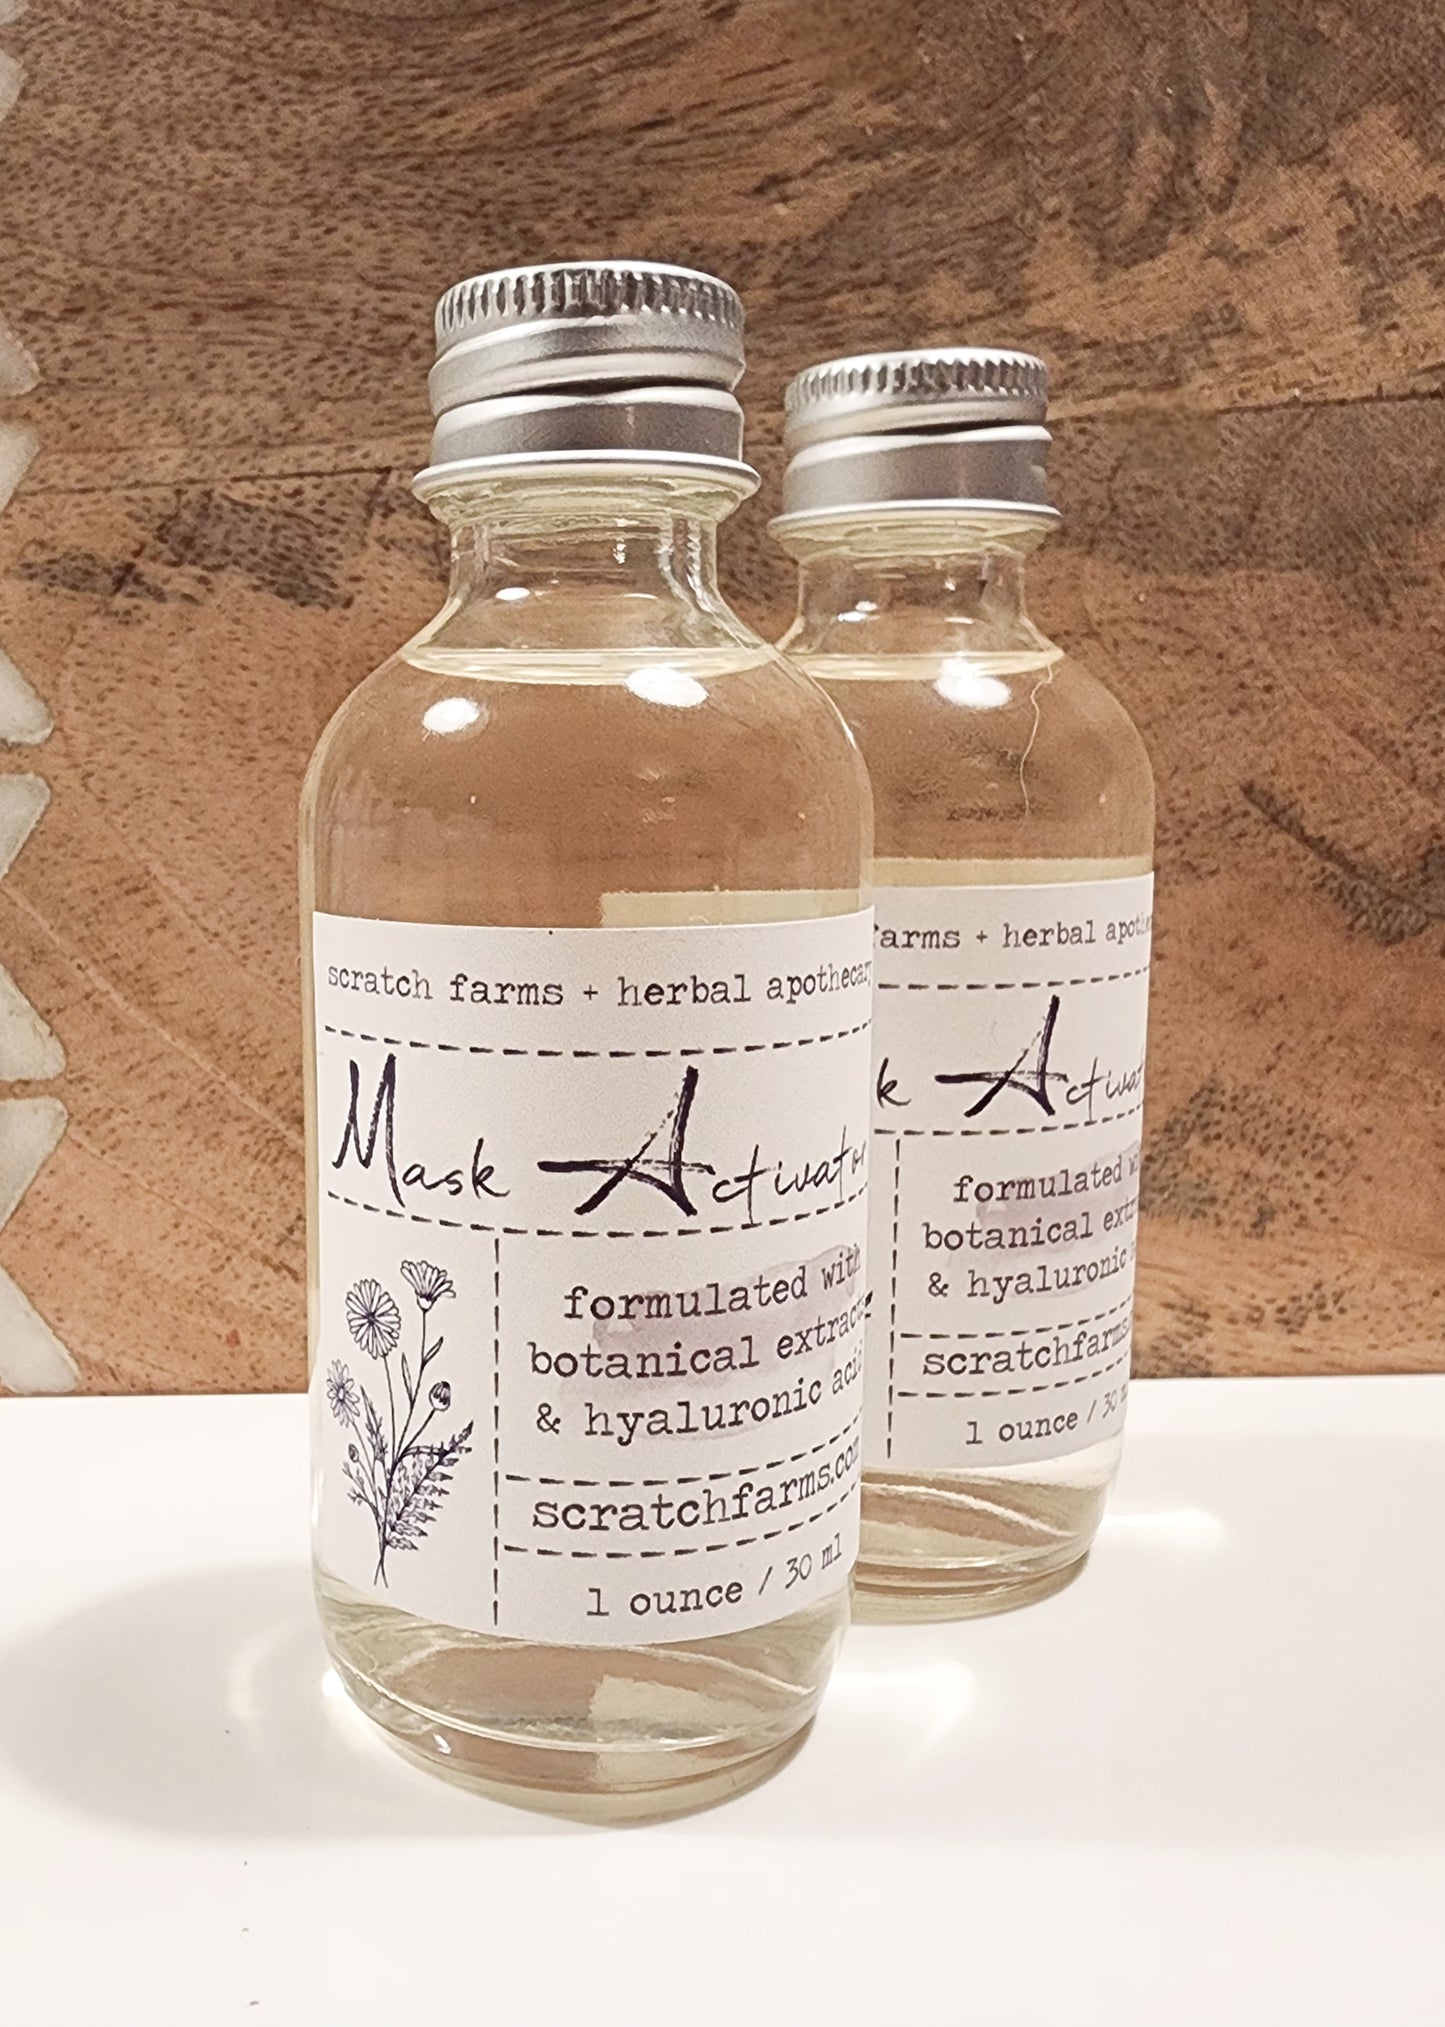 scratch farms + herbal apothecary
Mask Activator
formulated with
botanical extracts
& hyaluronic acid
scratchfarms.com
1 ounce / 30 ml
farms + herbal
formulated
botanical
& hyaluronic
1 ounce / 30